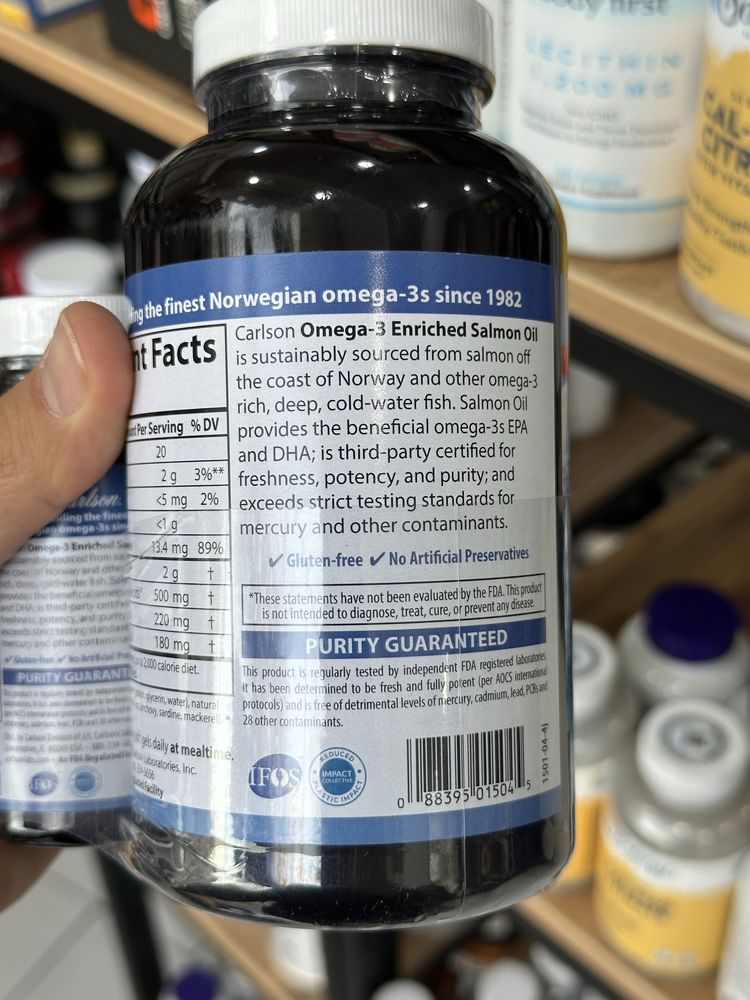 the finest Norwegian omega-3s since 1982
Facts
Per Serving % DV
20
2 g 3%**
<5 mg 2%
<1 g
13.4 mg 89%
2 g †
500 mg †
220 mg †
180 mg †
2,000 calorie diet.
glycerin, water), natural
anchovy, sardine, mackerel
gels daily at mealtime.
Laboratories, Inc.
Facility
Carlson Omega-3 Enriched Salmon Oil
is sustainably sourced from salmon off
the coast of Norway and other omega-3
rich, deep, cold-water fish. Salmon Oil
provides the beneficial omega-3s EPA
and DHA; is third-party certified for
freshness, potency, and purity; and
exceeds strict testing standards for
mercury and other contaminants.
✓ Gluten-free ✓ No Artificial Preservatives
*These statements have not been evaluated by the FDA. This product
is not intended to diagnose, treat, cure, or prevent any disease.
PURITY GUARANTEED
This product is regularly tested by independent FDA registered laboratories.
It has been determined to be fresh and fully potent (per AOCS international
protocols) and is free of detrimental levels of mercury, cadmium, lead, PCBs and
28 other contaminants.
IFOS
REDUCED
IMPACT
COLLECTIVE
PLASTIC IMPACT
0 88395 01504 5
1501-04-4J
LECITHIN
1,200 MG
PURITY GUARANT